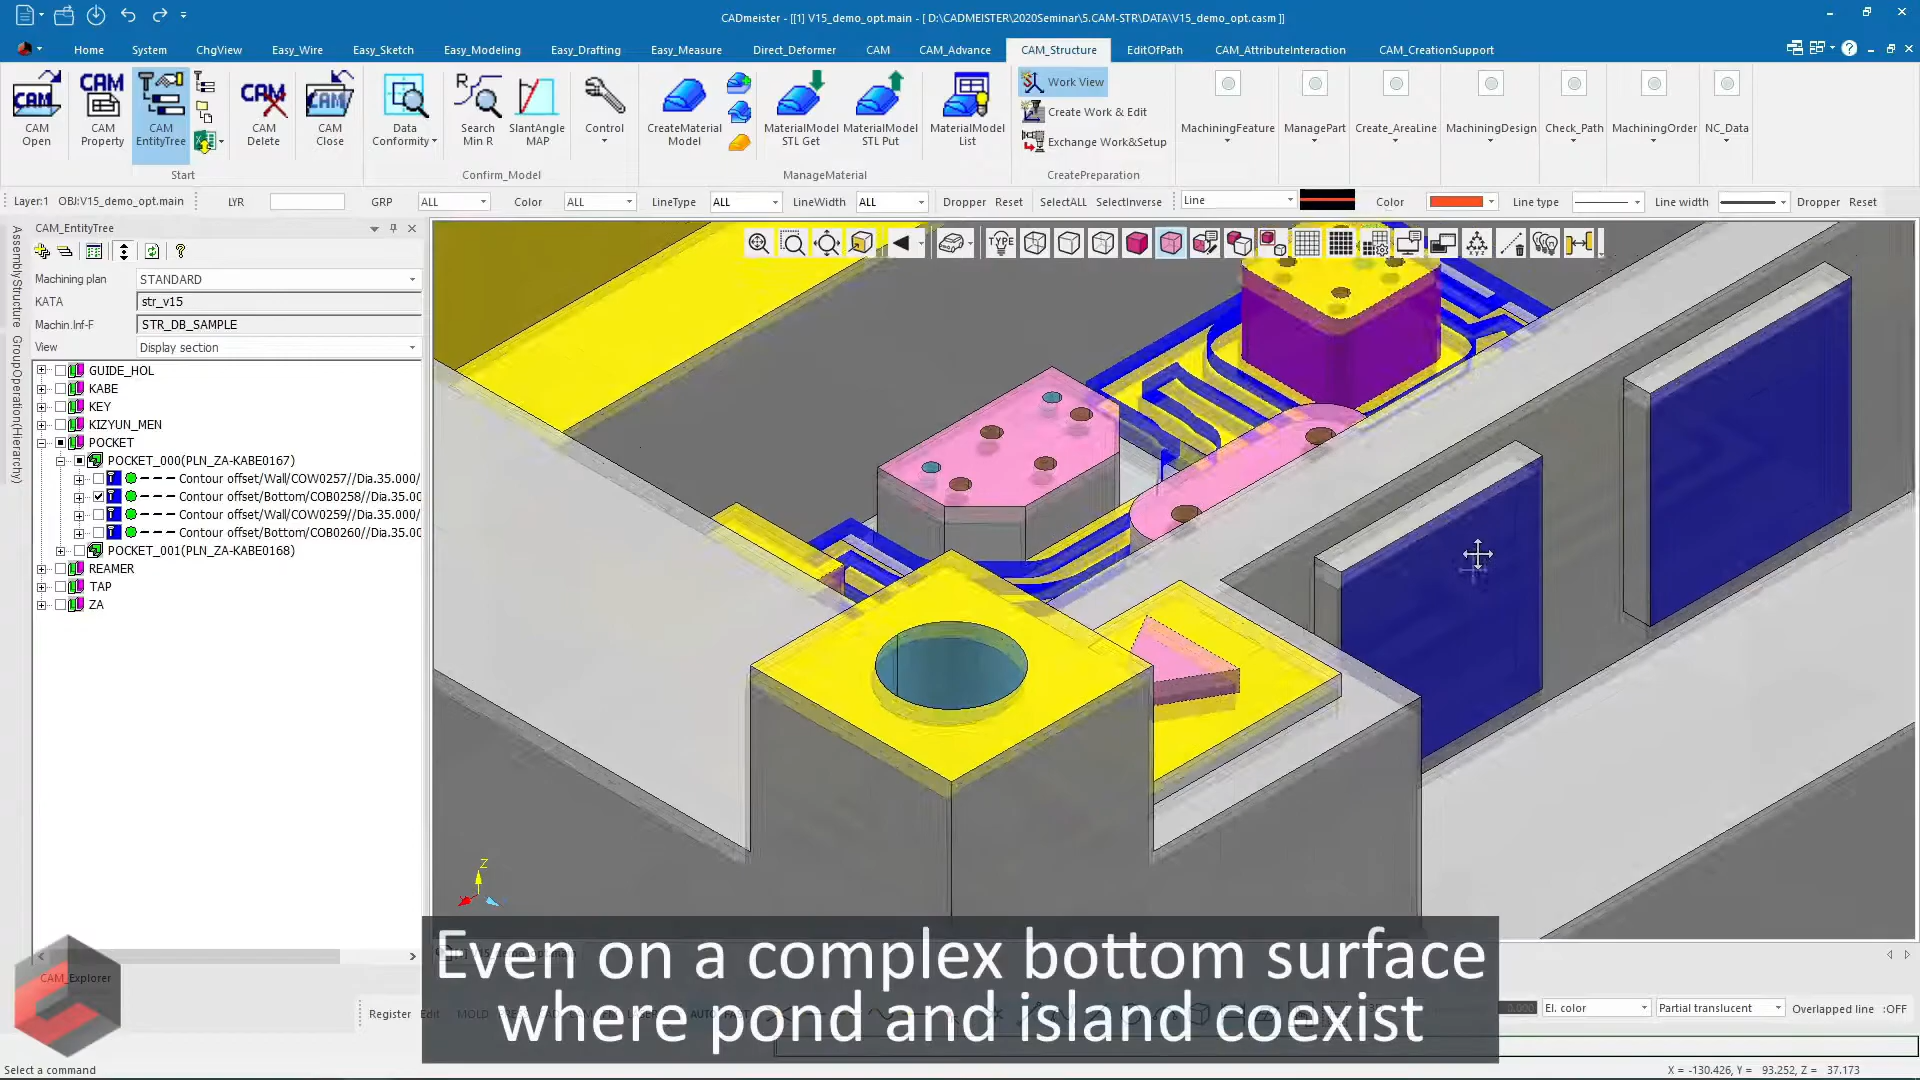 CADmeister - [[1] V15_demo_opt.main - [ D:\CADMEISTER\2020Seminar\5.CAM-STR\DATA\V15_demo_opt.casm ]]
Home System ChgView Easy_Wire Easy_Sketch Easy_Modeling Easy_Drafting Easy_Measure Direct_Deformer CAM CAM_Advance CAM_Structure EditOfPath CAM_AttributeInteraction CAM_CreationSupport
CAM Open
CAM Property
CAM EntityTree
CAM Delete
CAM Close
Data Conformity
Search Min R
SlantAngle MAP
Control
CreateMaterial Model
MaterialModel STL Get
MaterialModel STL Put
MaterialModel List
Work View
Create Work & Edit
Exchange Work&Setup
MachiningFeature ManagePart Create_AreaLine MachiningDesign Check_Path MachiningOrder NC_Data
Start Confirm_Model ManageMaterial CreatePreparation
Layer:1 OBJ:V15_demo_opt.main LYR GRP ALL Color ALL LineType ALL LineWidth ALL Dropper Reset SelectALL SelectInverse Line Color Line type Line width Dropper Reset
CAM_EntityTree
AssemblyStructure
GroupOperation(Hierarchy)
Machining plan STANDARD
KATA str_v15
Machin.Inf-F STR_DB_SAMPLE
View Display section
GUIDE_HOL
KABE
KEY
KIZYUN_MEN
POCKET
POCKET_000(PLN_ZA-KABE0167)
Contour offset/Wall/COW0257//Dia.35.000/
Contour offset/Bottom/COB0258//Dia.35.00
Contour offset/Wall/COW0259//Dia.35.000/
Contour offset/Bottom/COB0260//Dia.35.00
POCKET_001(PLN_ZA-KABE0168)
REAMER
TAP
ZA
TYPE
Z
CAM_Explorer
Even on a complex bottom surface
where pond and island coexist
Register Edit
El. color Partial translucent Overlapped line :OFF
Select a command
X = -130.426, Y = 93.252, Z = 37.173